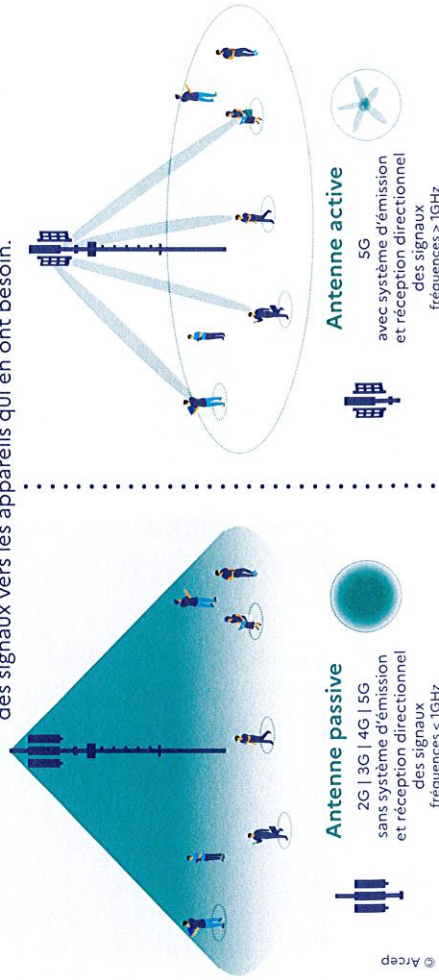 des signaux vers les appareils qui en ont besoin.
Antenne passive
2G | 3G | 4G | 5G
sans système d'émission
et réception directionnel
des signaux
fréquences < 1GHz
Antenne active
5G
avec système d'émission
et réception directionnel
des signaux
fréquences > 1GHz
© Arcep